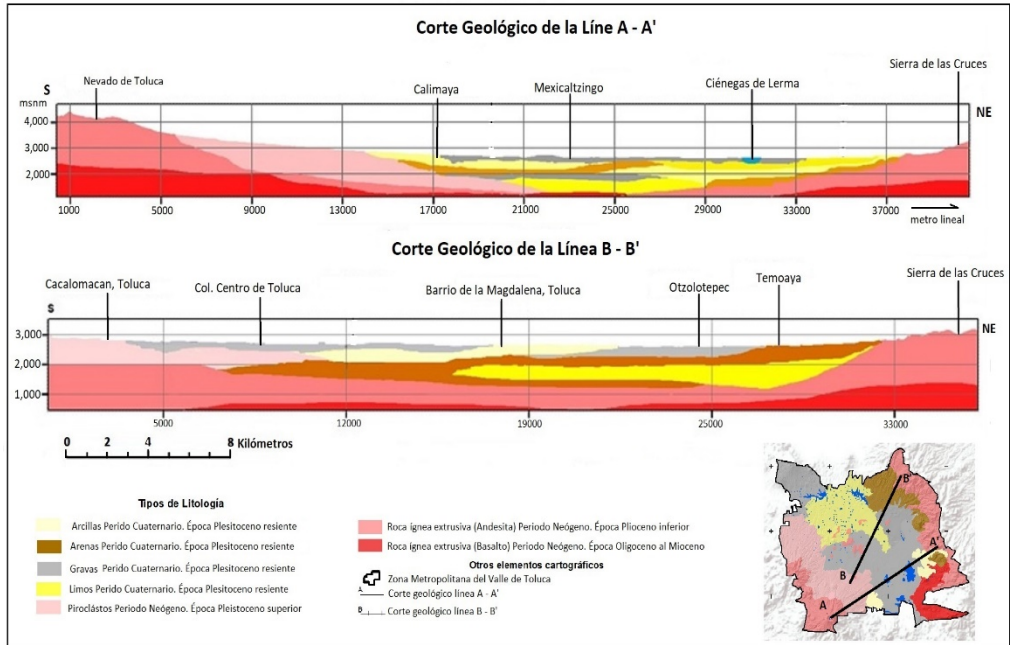 Corte Geológico de la Líne A - A'
S
msnm
Nevado de Toluca
Calimaya
Mexicaltzingo
Ciénegas de Lerma
Sierra de las Cruces
NE
4,000
3,000
2,000
1000 5000 9000 13000 17000 21000 25000 29000 33000 37000
metro lineal
Corte Geológico de la Línea B - B'
Cacalomacan, Toluca
Col. Centro de Toluca
Barrio de la Magdalena, Toluca
Otzolotepec
Temoaya
Sierra de las Cruces
S
NE
3,000
2,000
1,000
5000 12000 19000 25000 33000
0 2 4 8 Kilómetros
Tipos de Litología
Arcillas Perido Cuaternario. Época Plesitoceno resiente
Arenas Perido Cuaternario. Época Plesitoceno resiente
Gravas Perido Cuaternario. Época Plesitoceno resiente
Limos Perido Cuaternario. Época Plesitoceno resiente
Piroclástos Periodo Neógeno. Época Pleistoceno superior
Roca ígnea extrusiva (Andesita) Periodo Neógeno. Época Plioceno inferior
Roca ígnea extrusiva (Basalto) Periodo Neógeno. Época Oligoceno al Mioceno
Otros elementos cartográficos
Zona Metropolitana del Valle de Toluca
A Corte geológico línea A - A'
B Corte geológico línea B - B'
B'
A'
B
A